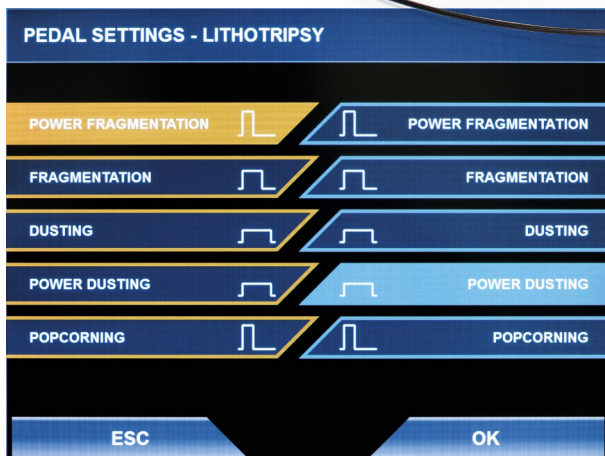 PEDAL SETTINGS - LITHOTRIPSY
POWER FRAGMENTATION POWER FRAGMENTATION
FRAGMENTATION FRAGMENTATION
DUSTING DUSTING
POWER DUSTING POWER DUSTING
POPCORNING POPCORNING
ESC OK